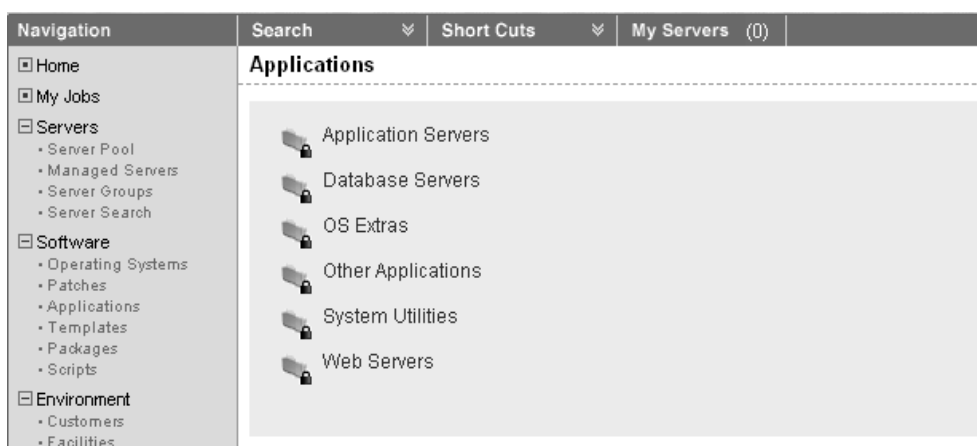 Navigation
Search
Short Cuts
My Servers (0)
Home
My Jobs
Servers
Server Pool
Managed Servers
Server Groups
Server Search
Software
Operating Systems
Patches
Applications
Templates
Packages
Scripts
Environment
Customers
Facilities
Applications
Application Servers
Database Servers
OS Extras
Other Applications
System Utilities
Web Servers